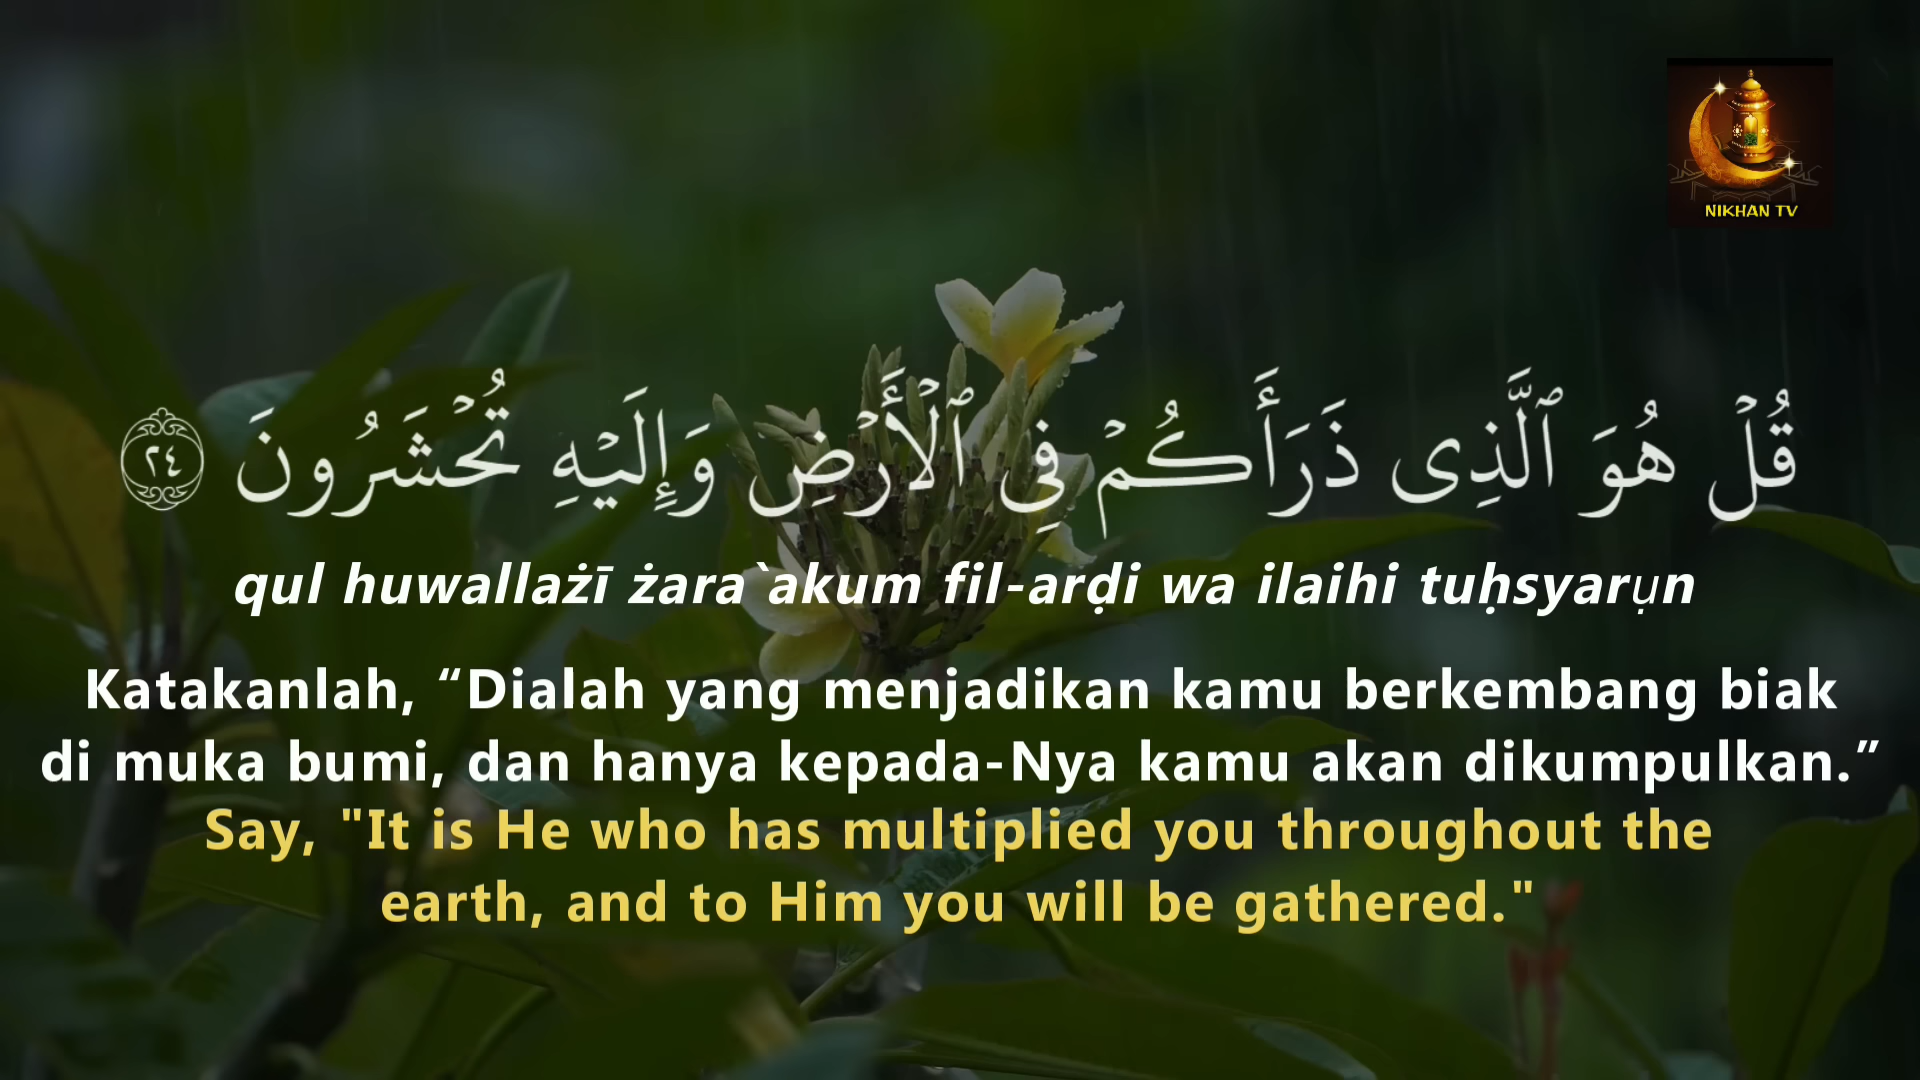 NIKHAN TV
قُلْ هُوَ ٱلَّذِى ذَرَأَكُمْ فِى ٱلْأَرْضِ وَإِلَيْهِ تُحْشَرُونَ ٢٤
qul huwallażī żara`akum fil-arḍi wa ilaihi tuḥsyarụn
Katakanlah, “Dialah yang menjadikan kamu berkembang biak
di muka bumi, dan hanya kepada-Nya kamu akan dikumpulkan.”
Say, "It is He who has multiplied you throughout the
earth, and to Him you will be gathered."